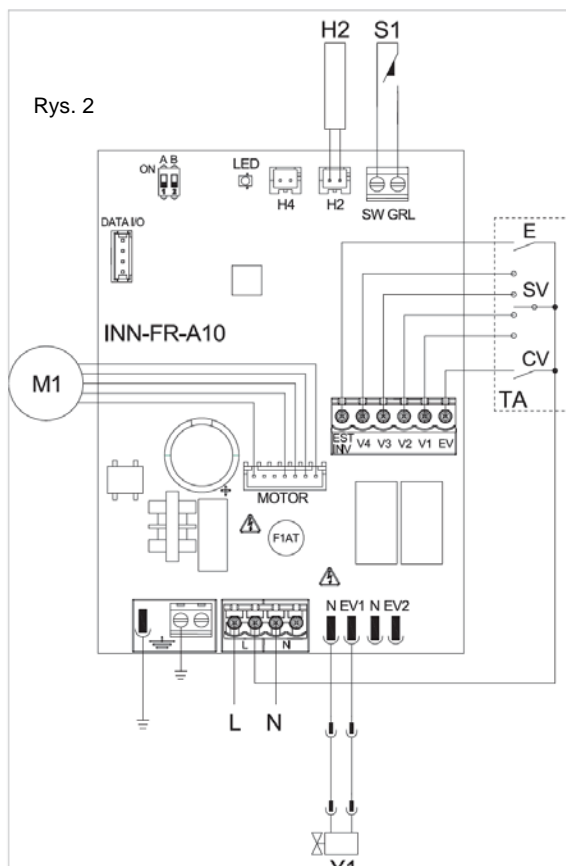 H2 S1
Rys. 2
A B
ON
1 2
LED
H4
H2
SW GRL
DATA I/O
E
SV
INN-FR-A10
M1
CV
TA
EST INV V4 V3 V2 V1 EV
MOTOR
F1AT
N EV1 N EV2
L N
L N
Y1